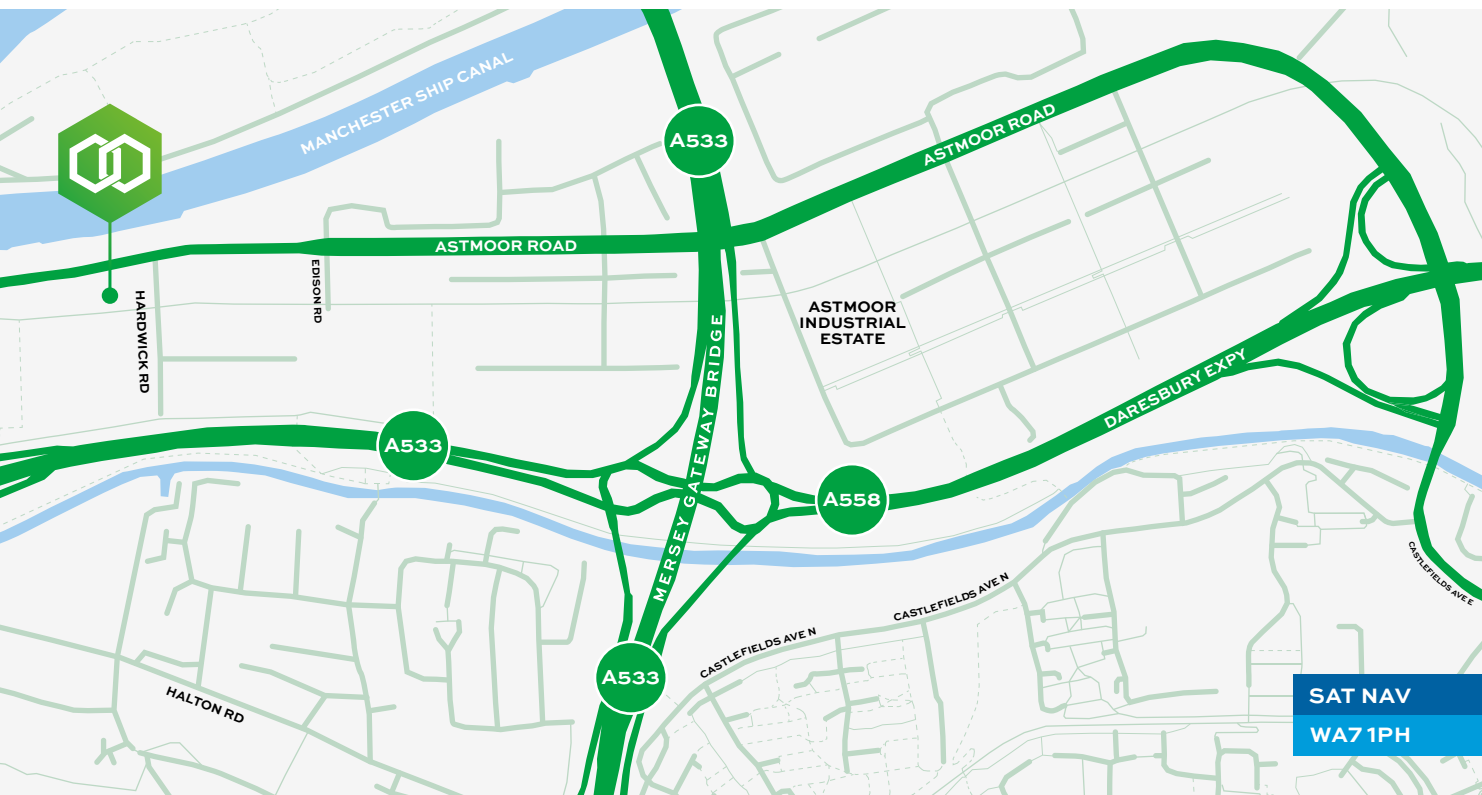 MANCHESTER SHIP CANAL
A533
ASTMOOR ROAD
ASTMOOR ROAD
EDISON RD
HARDWICK RD
ASTMOOR
INDUSTRIAL
ESTATE
MERSEY GATEWAY BRIDGE
DARESBURY EXPY
A533
A558
CASTLEFIELDS AVE E
CASTLEFIELDS AVE N
CASTLEFIELDS AVE N
A533
HALTON RD
SAT NAV
WA7 1PH